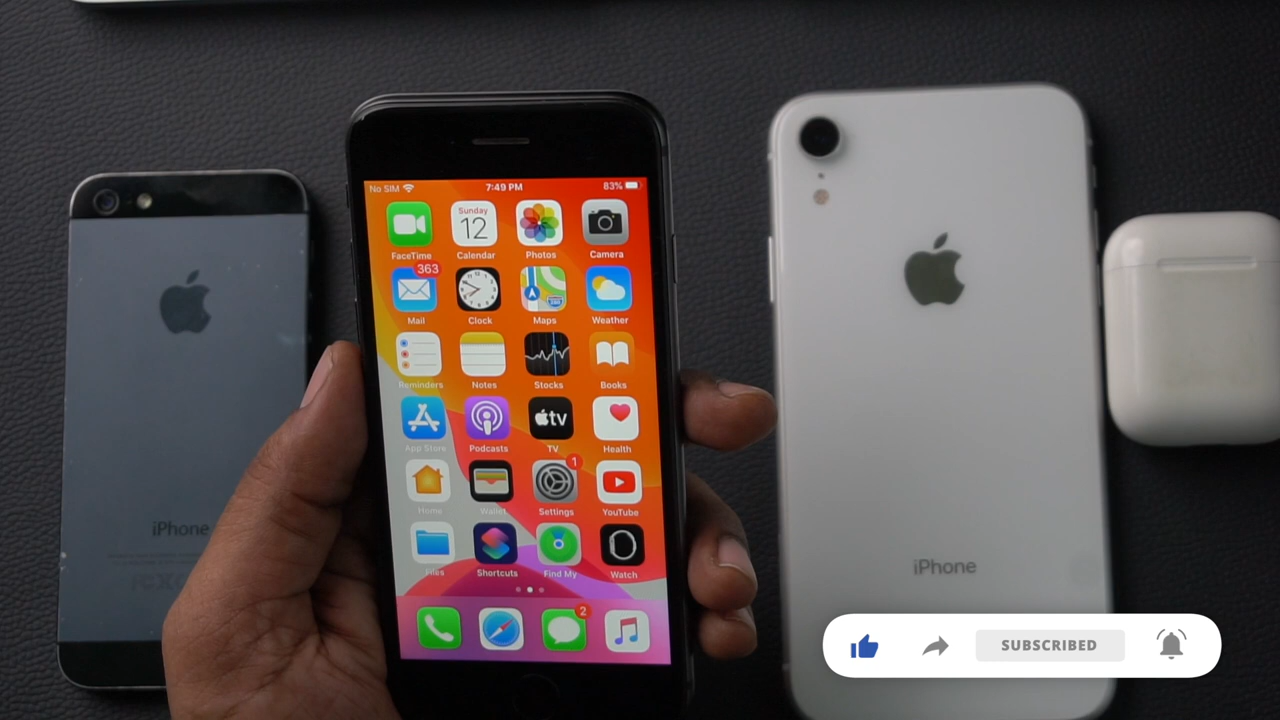 No SIM 7:49 PM 83%
Sunday
12
FaceTime Calendar Photos Camera
363
Mail Clock Maps Weather
280
Reminders Notes Stocks Books
tv
App Store Podcasts TV Health
1
Home Wallet Settings YouTube
Files Shortcuts Find My Watch
2
iPhone
iPhone
SUBSCRIBED